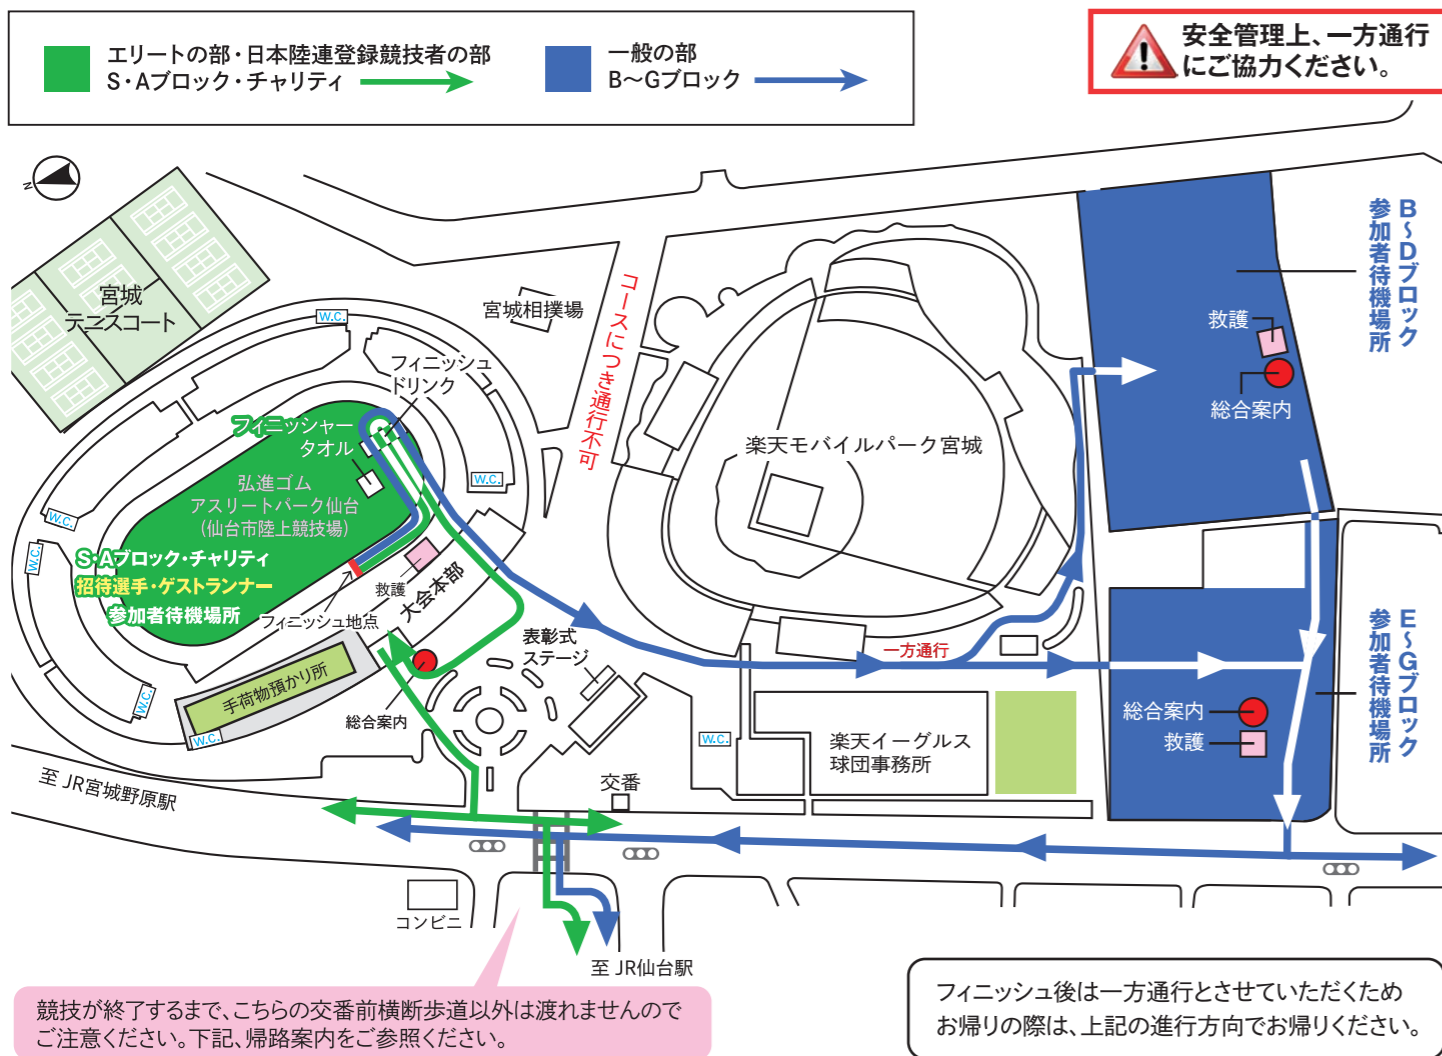 エリートの部・日本陸連登録競技者の部
S・Aブロック・チャリティ
一般の部
B～Gブロック
安全管理上、一方通行
にご協力ください。
N
宮城
テニスコート
W.C.
フィニッシュ
ドリンク
宮城相撲場
コースにつき通行不可
B～Dブロック
参加者待機場所
救護
総合案内
フィニッシャー
タオル
弘進ゴム
アスリートパーク仙台
(仙台市陸上競技場)
W.C.
W.C.
W.C.
楽天モバイルパーク宮城
S・Aブロック・チャリティ
招待選手・ゲストランナー
参加者待機場所
フィニッシュ地点
救護
大会本部
表彰式
ステージ
一方通行
E～Gブロック
参加者待機場所
手荷物預かり所
W.C.
W.C.
総合案内
W.C.
楽天イーグルス
球団事務所
総合案内
救護
至 JR宮城野原駅
交番
コンビニ
至 JR仙台駅
競技が終了するまで、こちらの交番前横断歩道以外は渡れませんので
ご注意ください。下記、帰路案内をご参照ください。
フィニッシュ後は一方通行とさせていただくため
お帰りの際は、上記の進行方向でお帰りください。